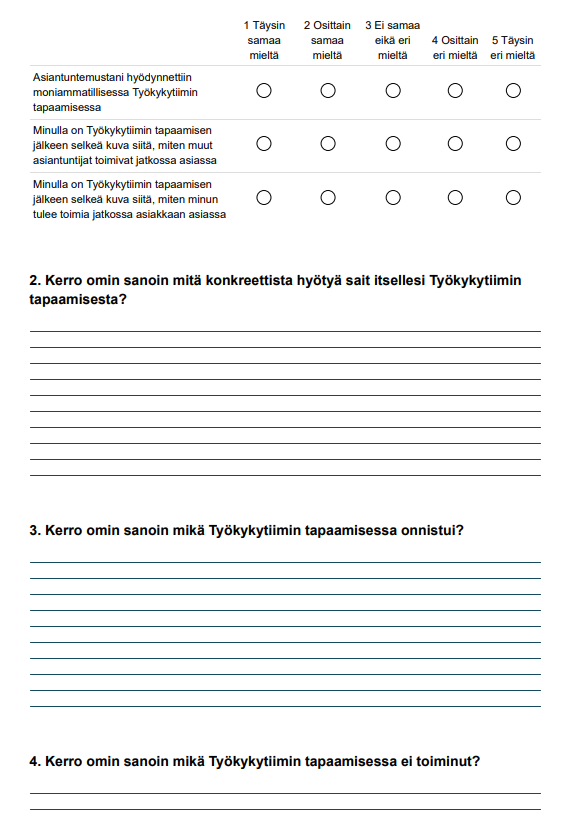 1 Täysin samaa mieltä
2 Osittain samaa mieltä
3 Ei samaa eikä eri mieltä
4 Osittain eri mieltä
5 Täysin eri mieltä
Asiantuntemustani hyödynnettiin
moniammatillisessa Työkykytiimin
tapaamisessa
Minulla on Työkykytiimin tapaamisen
jälkeen selkeä kuva siitä, miten muut
asiantuntijat toimivat jatkossa asiassa
Minulla on Työkykytiimin tapaamisen
jälkeen selkeä kuva siitä, miten minun
tulee toimia jatkossa asiakkaan asiassa
2. Kerro omin sanoin mitä konkreettista hyötyä sait itsellesi Työkykytiimin
tapaamisesta?
3. Kerro omin sanoin mikä Työkykytiimin tapaamisessa onnistui?
4. Kerro omin sanoin mikä Työkykytiimin tapaamisessa ei toiminut?